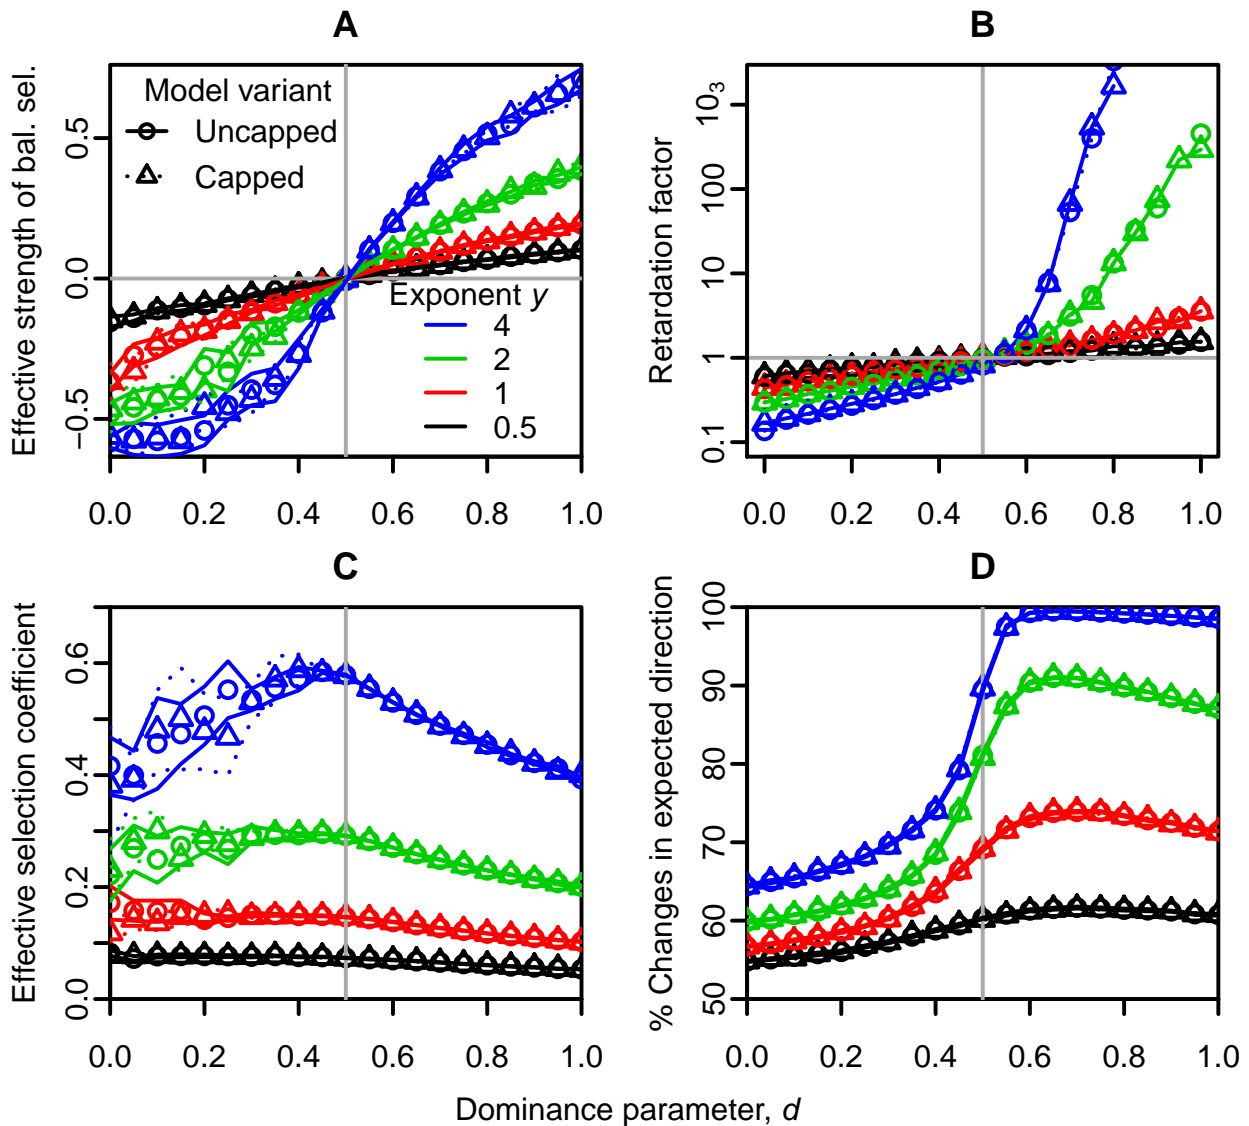 A
Effective strength of bal. sel.
0.5
0.0
−0.5
Model variant
Uncapped
Capped
Exponent y
4
2
1
0.5
0.0 0.2 0.4 0.6 0.8 1.0
B
Retardation factor
10³
100
10
1
0.1
0.0 0.2 0.4 0.6 0.8 1.0
C
Effective selection coefficient
0.6
0.4
0.2
0.0
0.0 0.2 0.4 0.6 0.8 1.0
D
% Changes in expected direction
100
90
80
70
60
50
0.0 0.2 0.4 0.6 0.8 1.0
Dominance parameter, d